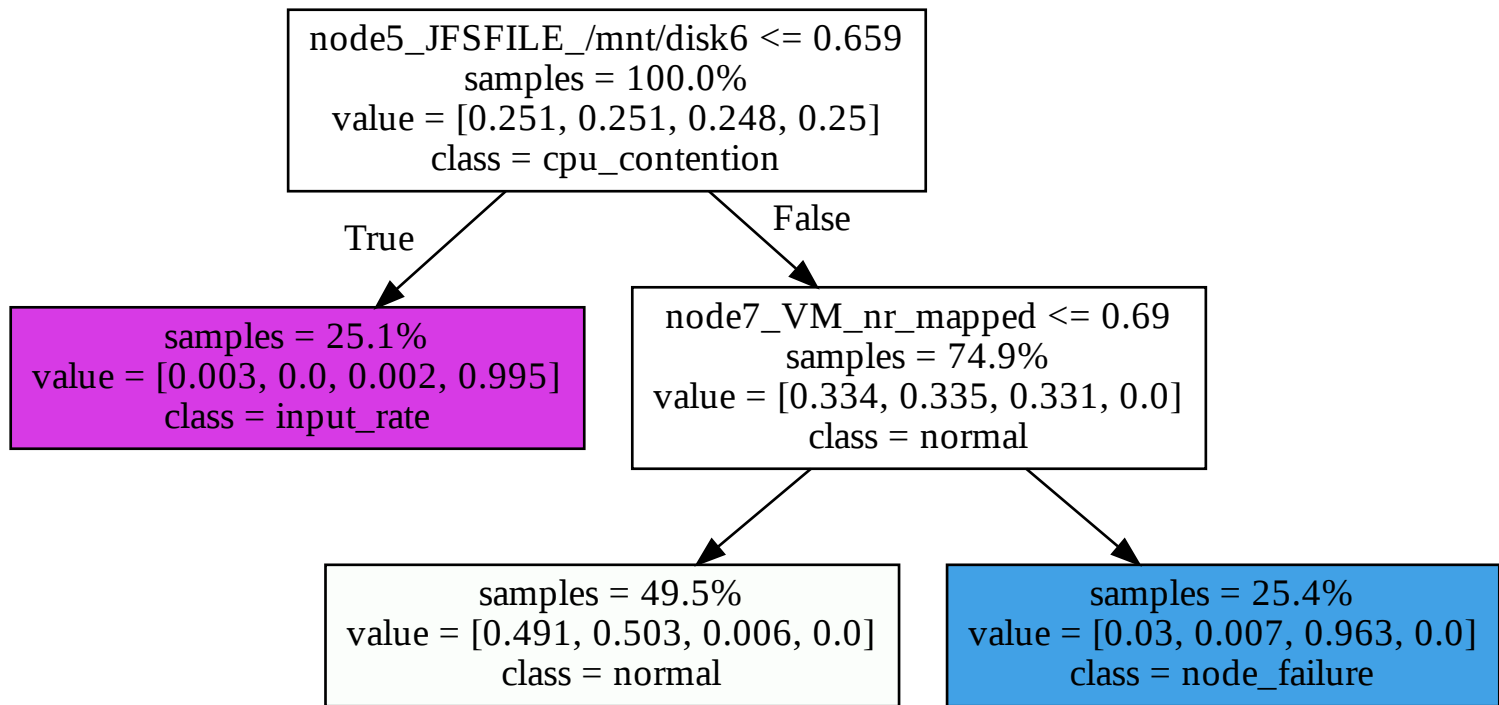 node5_JFSFILE_/mnt/disk6 <= 0.659
samples = 100.0%
value = [0.251, 0.251, 0.248, 0.25]
class = cpu_contention
True
False
samples = 25.1%
value = [0.003, 0.0, 0.002, 0.995]
class = input_rate
node7_VM_nr_mapped <= 0.69
samples = 74.9%
value = [0.334, 0.335, 0.331, 0.0]
class = normal
samples = 49.5%
value = [0.491, 0.503, 0.006, 0.0]
class = normal
samples = 25.4%
value = [0.03, 0.007, 0.963, 0.0]
class = node_failure